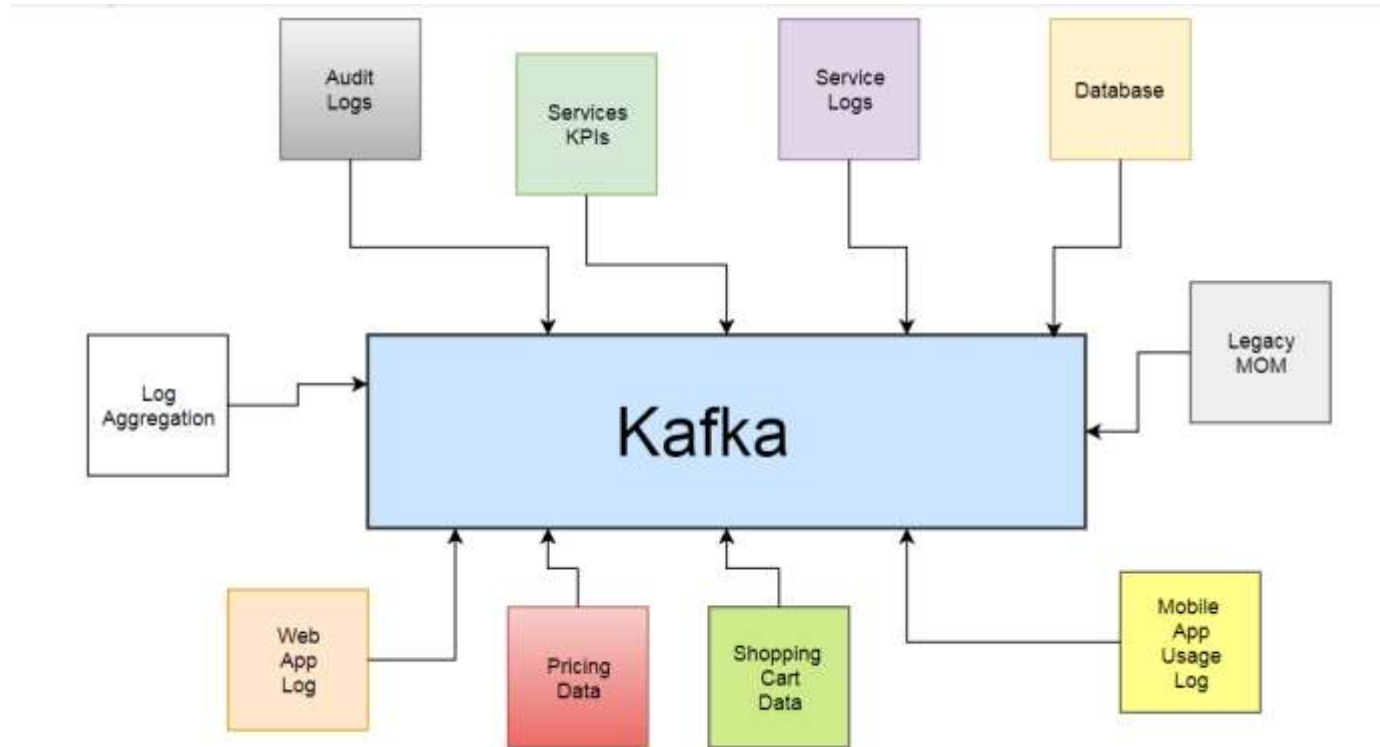 Audit
Logs
Services
KPIs
Service
Logs
Database
Log
Aggregation
Kafka
Legacy
MOM
Web
App
Log
Pricing
Data
Shopping
Cart
Data
Mobile
App
Usage
Log